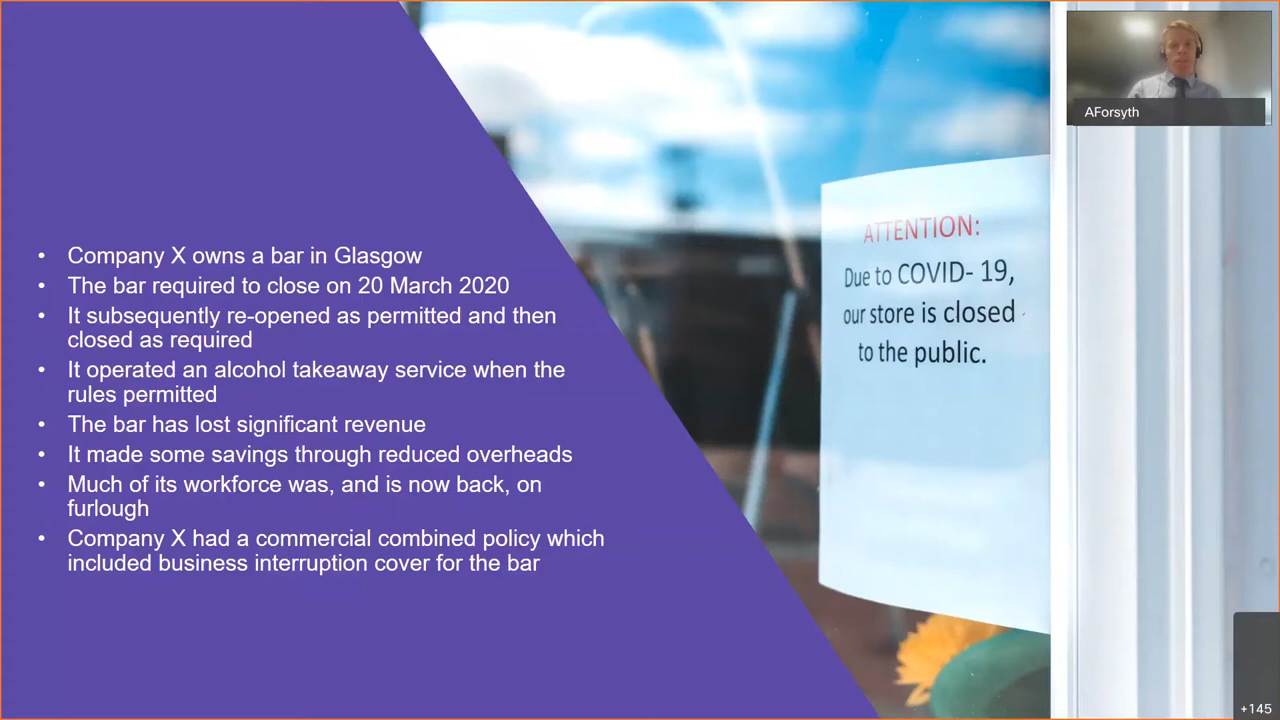 • Company X owns a bar in Glasgow
• The bar required to close on 20 March 2020
• It subsequently re-opened as permitted and then
closed as required
• It operated an alcohol takeaway service when the
rules permitted
• The bar has lost significant revenue
• It made some savings through reduced overheads
• Much of its workforce was, and is now back, on
furlough
• Company X had a commercial combined policy which
included business interruption cover for the bar
ATTENTION:
Due to COVID- 19,
our store is closed
to the public.
AForsyth
+145